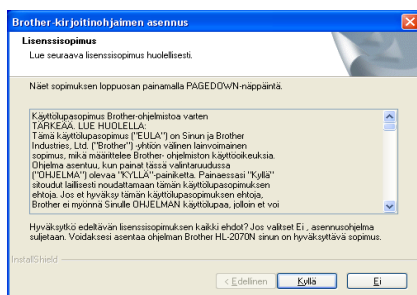 Brother-kirjoitinohjaimen asennus
Lisenssisopimus
Lue seuraava lisenssisopimus huolellisesti.
Näet sopimuksen loppuosan painamalla PAGEDOWN-näppäintä.
Käyttölupasopimus Brother-ohjelmistoa varten
TÄRKEÄÄ. LUE HUOLELLA:
Tämä käyttölupasopimus ("EULA") on Sinun ja Brother
Industries, Ltd. ("Brother") -yhtiön välinen lainvoimainen
sopimus, mikä määrittelee Brother- ohjelmiston käyttöoikeuksia.
Ohjelma asentuu, kun painat tässä valintaruudussa
("OHJELMA") olevaa "KYLLÄ"-painiketta. Painaessasi "Kyllä"
sitoudut laillisesti noudattamaan tämän käyttölupasopimuksen
ehtoja. Jos et hyväksy tämän käyttölupasopimuksen ehtoja,
Brother ei myönnä Sinulle OHJELMAN käyttölupaa, jolloin et voi
Hyväksytkö edeltävän lisenssisopimuksen kaikki ehdot? Jos valitset Ei , asennusohjelma
suljetaan. Voidaksesi asentaa ohjelman Brother HL-2070N sinun on hyväksyttävä sopimus.
InstallShield
< Edellinen
Kyllä
Ei